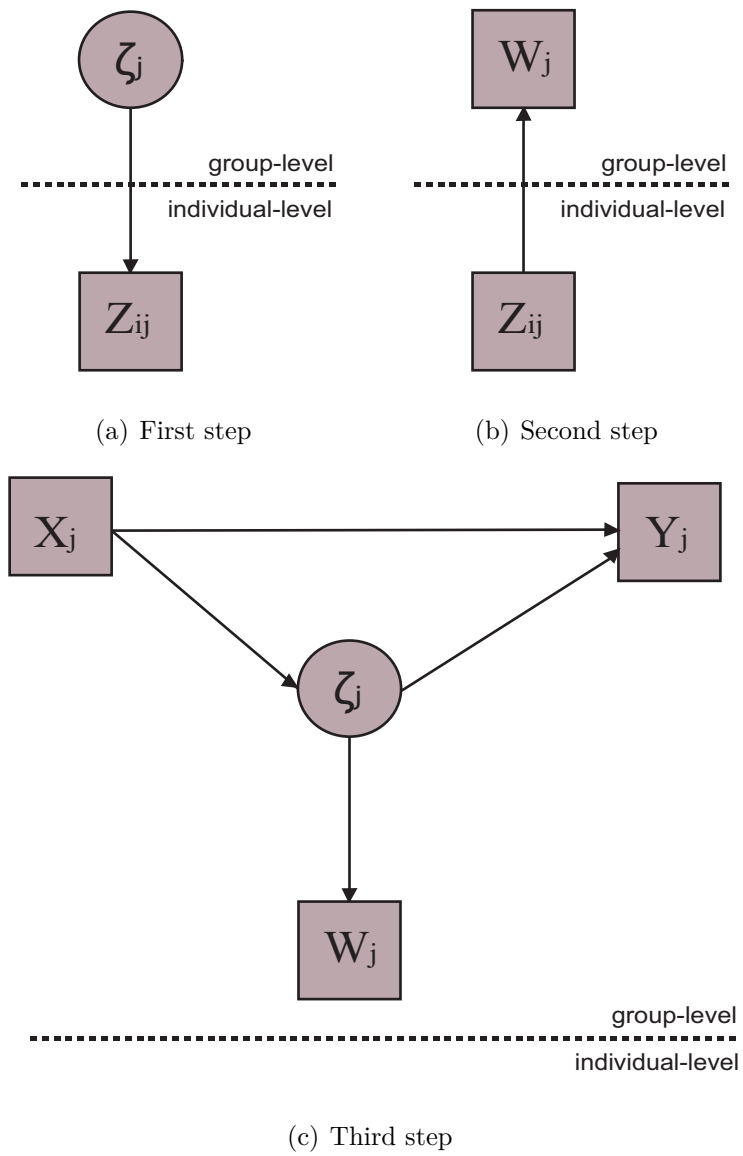 ζj Wj
group-level group-level
individual-level individual-level
Zij Zij
(a) First step (b) Second step
Xj Yj
ζj
Wj
group-level
individual-level
(c) Third step